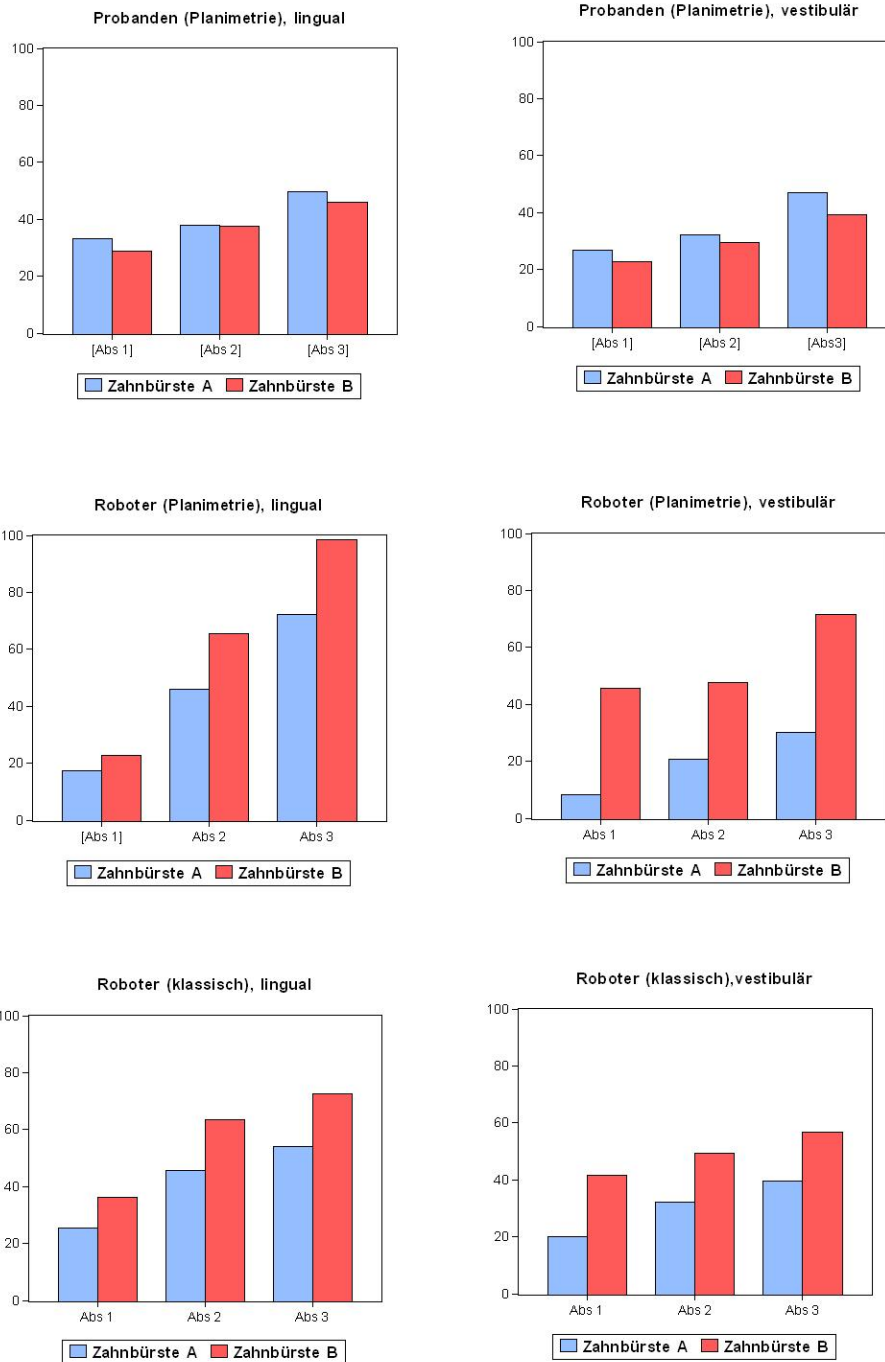 Probanden (Planimetrie), lingual
100
80
60
40
20
0
[Abs 1] [Abs 2] [Abs 3]
Zahnbürste A Zahnbürste B
Probanden (Planimetrie), vestibulär
100
80
60
40
20
0
[Abs 1] [Abs 2] [Abs3]
Zahnbürste A Zahnbürste B
Roboter (Planimetrie), lingual
100
80
60
40
20
0
[Abs 1] Abs 2 Abs 3
Zahnbürste A Zahnbürste B
Roboter (Planimetrie), vestibulär
100
80
60
40
20
0
Abs 1 Abs 2 Abs 3
Zahnbürste A Zahnbürste B
Roboter (klassisch), lingual
100
80
60
40
20
0
Abs 1 Abs 2 Abs 3
Zahnbürste A Zahnbürste B
Roboter (klassisch),vestibulär
100
80
60
40
20
0
Abs 1 Abs 2 Abs 3
Zahnbürste A Zahnbürste B